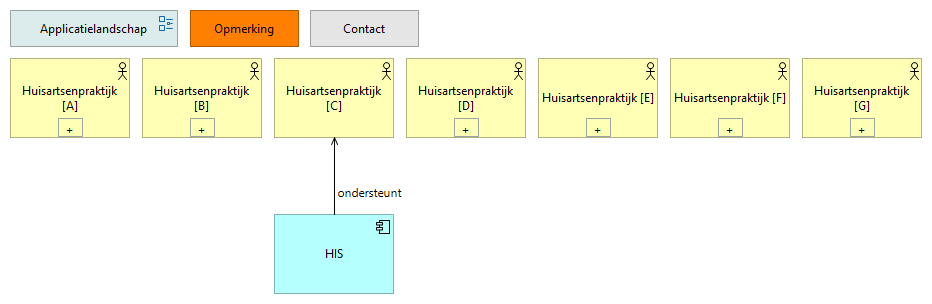 Applicatielandschap
Opmerking
Contact
Huisartsenpraktijk
[A]
+
Huisartsenpraktijk
[B]
+
Huisartsenpraktijk
[C]
Huisartsenpraktijk
[D]
+
Huisartsenpraktijk [E]
+
Huisartsenpraktijk [F]
+
Huisartsenpraktijk
[G]
+
ondersteunt
HIS